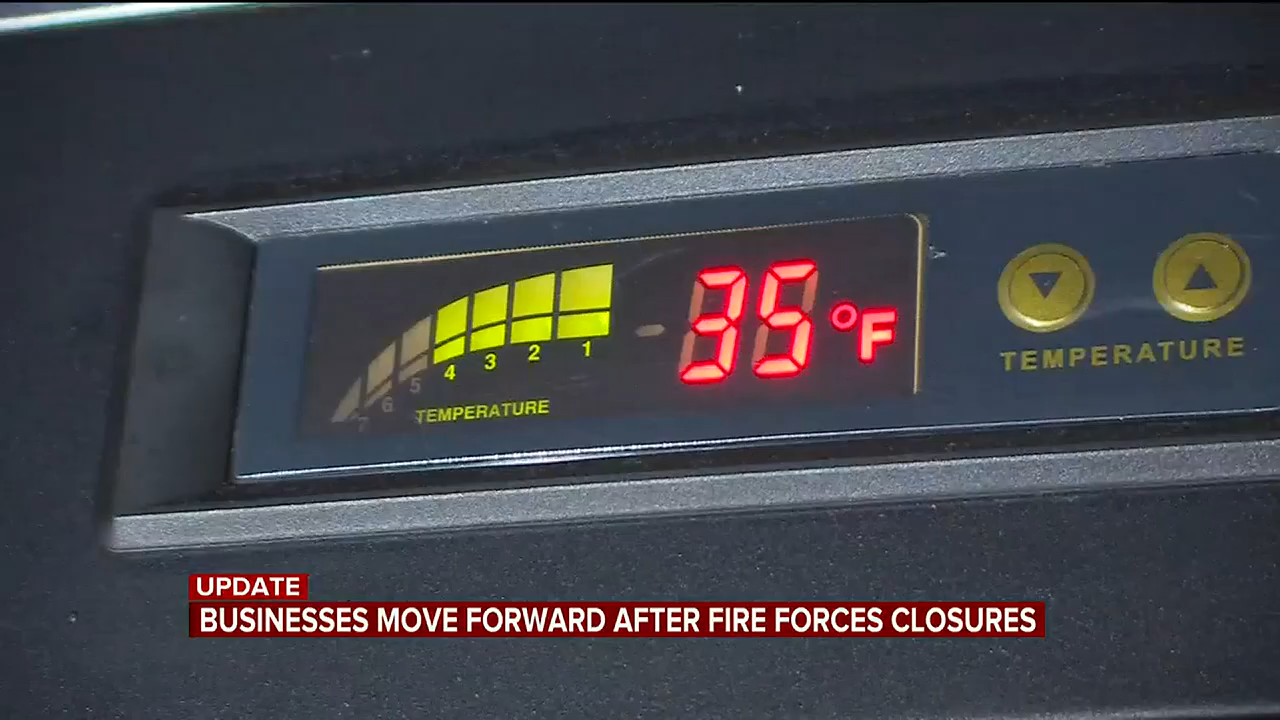 35 °F
4 3 2 1
5
6
7
TEMPERATURE
TEMPERATURE
UPDATE
BUSINESSES MOVE FORWARD AFTER FIRE FORCES CLOSURES